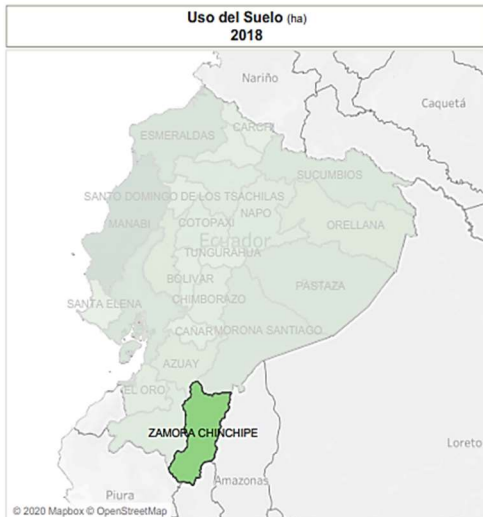 Uso del Suelo (ha)
2018
Nariño
Caquetá
CARCHI
ESMERALDAS
SUCUMBIOS
SANTO DOMINGO DE LOS TSÁCHILAS
NAPO
MANABI
COTOPAXI
ORELLANA
Ecuador
TUNGURAHUA
BOLIVAR
PASTAZA
SANTA ELENA
CHIMBORAZO
CAÑAR
MORONA SANTIAGO
AZUAY
EL ORO
ZAMORA CHINCHIPE
Loreto
Amazonas
Piura
© 2020 Mapbox © OpenStreetMap